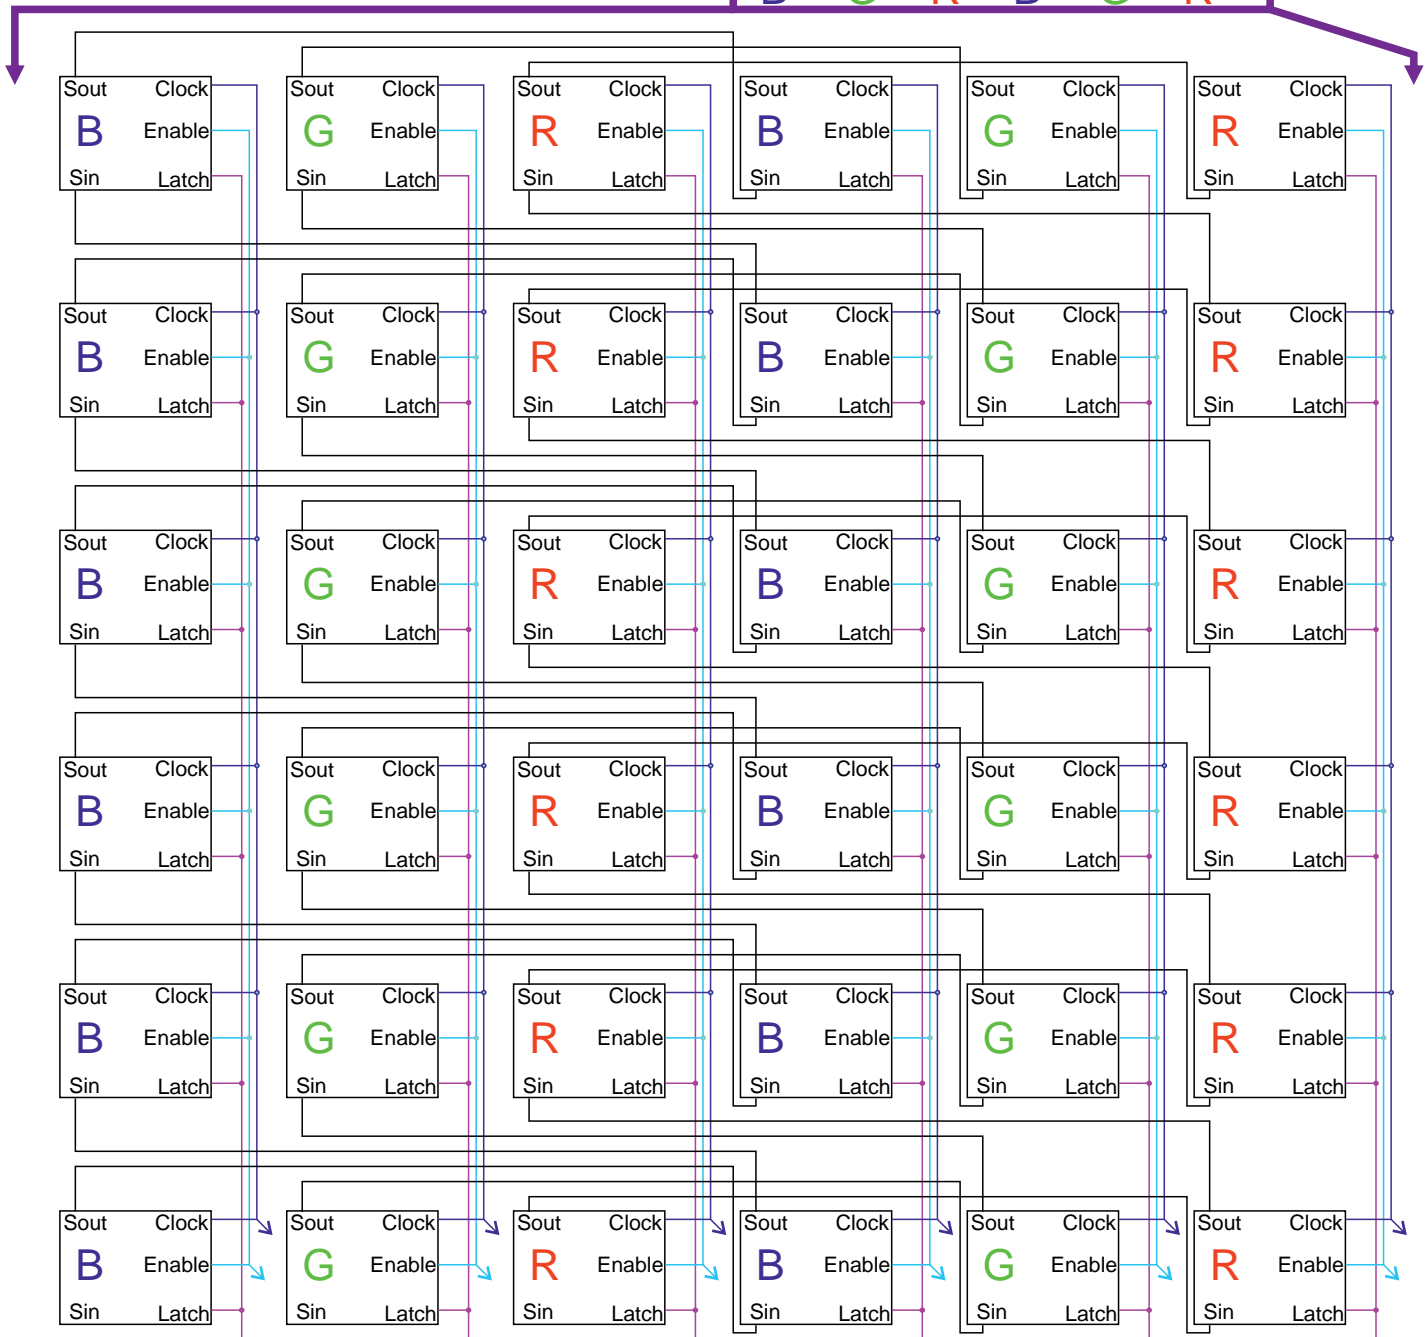 B G R B G R
Sout Clock Sout Clock Sout Clock Sout Clock Sout Clock Sout Clock
B Enable G Enable R Enable B Enable G Enable R Enable
Sin Latch Sin Latch Sin Latch Sin Latch Sin Latch Sin Latch
Sout Clock Sout Clock Sout Clock Sout Clock Sout Clock Sout Clock
B Enable G Enable R Enable B Enable G Enable R Enable
Sin Latch Sin Latch Sin Latch Sin Latch Sin Latch Sin Latch
Sout Clock Sout Clock Sout Clock Sout Clock Sout Clock Sout Clock
B Enable G Enable R Enable B Enable G Enable R Enable
Sin Latch Sin Latch Sin Latch Sin Latch Sin Latch Sin Latch
Sout Clock Sout Clock Sout Clock Sout Clock Sout Clock Sout Clock
B Enable G Enable R Enable B Enable G Enable R Enable
Sin Latch Sin Latch Sin Latch Sin Latch Sin Latch Sin Latch
Sout Clock Sout Clock Sout Clock Sout Clock Sout Clock Sout Clock
B Enable G Enable R Enable B Enable G Enable R Enable
Sin Latch Sin Latch Sin Latch Sin Latch Sin Latch Sin Latch
Sout Clock Sout Clock Sout Clock Sout Clock Sout Clock Sout Clock
B Enable G Enable R Enable B Enable G Enable R Enable
Sin Latch Sin Latch Sin Latch Sin Latch Sin Latch Sin Latch